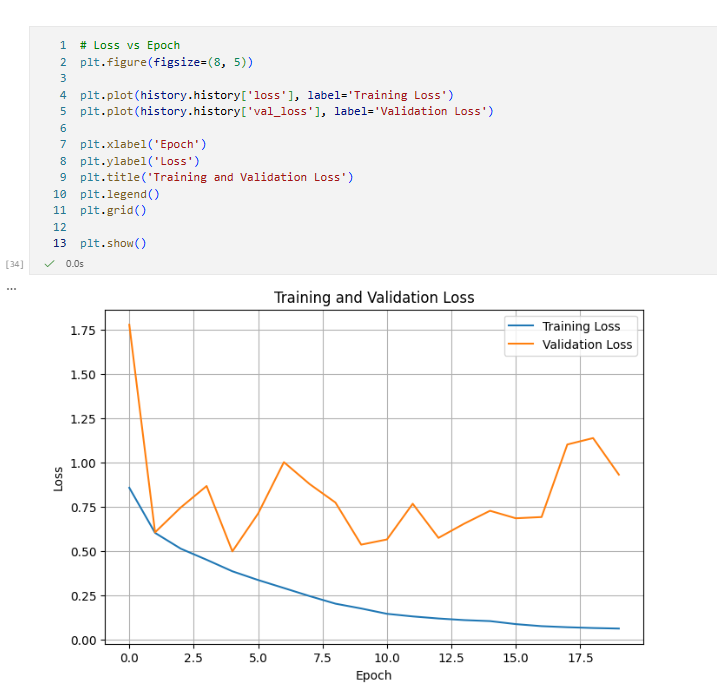 1 # Loss vs Epoch
2 plt.figure(figsize=(8, 5))
3
4 plt.plot(history.history['loss'], label='Training Loss')
5 plt.plot(history.history['val_loss'], label='Validation Loss')
6
7 plt.xlabel('Epoch')
8 plt.ylabel('Loss')
9 plt.title('Training and Validation Loss')
10 plt.legend()
11 plt.grid()
12
13 plt.show()
[34] ✓ 0.0s
...
Training and Validation Loss
Training Loss
Validation Loss
1.75
1.50
1.25
1.00
0.75
0.50
0.25
0.00
Loss
0.0 2.5 5.0 7.5 10.0 12.5 15.0 17.5
Epoch